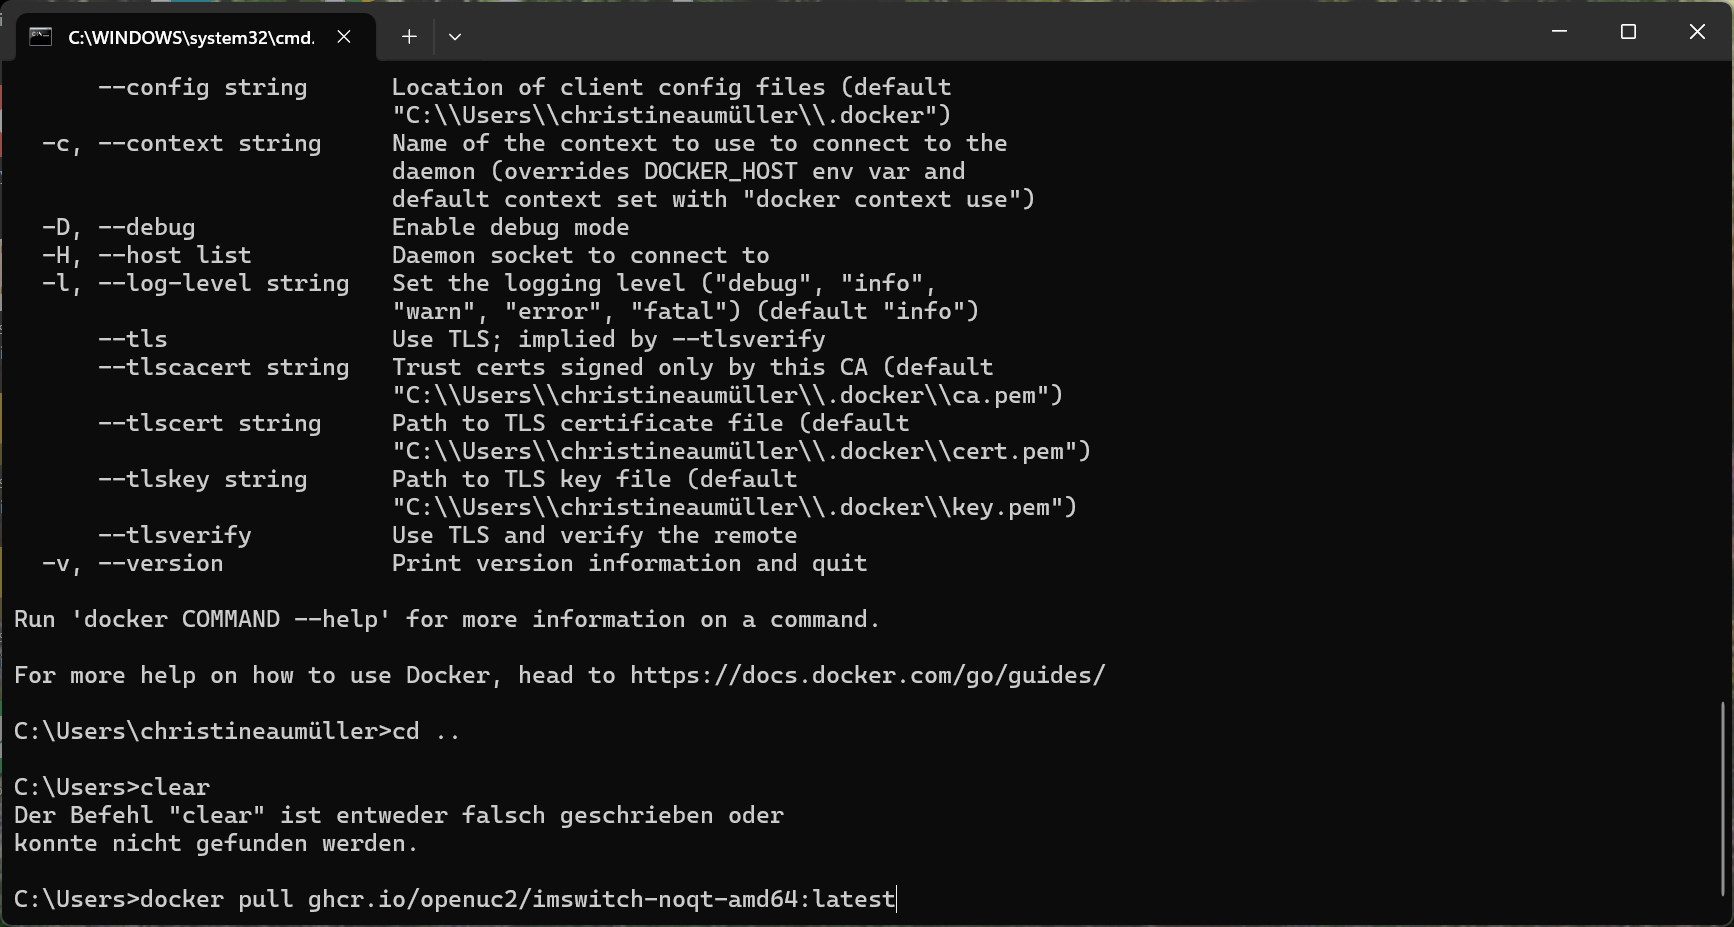 C:\WINDOWS\system32\cmd.
--config string Location of client config files (default
"C:\\Users\\christineaumüller\\.docker")
-c, --context string Name of the context to use to connect to the
daemon (overrides DOCKER_HOST env var and
default context set with "docker context use")
-D, --debug Enable debug mode
-H, --host list Daemon socket to connect to
-l, --log-level string Set the logging level ("debug", "info",
"warn", "error", "fatal") (default "info")
--tls Use TLS; implied by --tlsverify
--tlscacert string Trust certs signed only by this CA (default
"C:\\Users\\christineaumüller\\.docker\\ca.pem")
--tlscert string Path to TLS certificate file (default
"C:\\Users\\christineaumüller\\.docker\\cert.pem")
--tlskey string Path to TLS key file (default
"C:\\Users\\christineaumüller\\.docker\\key.pem")
--tlsverify Use TLS and verify the remote
-v, --version Print version information and quit
Run 'docker COMMAND --help' for more information on a command.
For more help on how to use Docker, head to https://docs.docker.com/go/guides/
C:\Users\christineaumüller>cd ..
C:\Users>clear
Der Befehl "clear" ist entweder falsch geschrieben oder
konnte nicht gefunden werden.
C:\Users>docker pull ghcr.io/openuc2/imswitch-noqt-amd64:latest